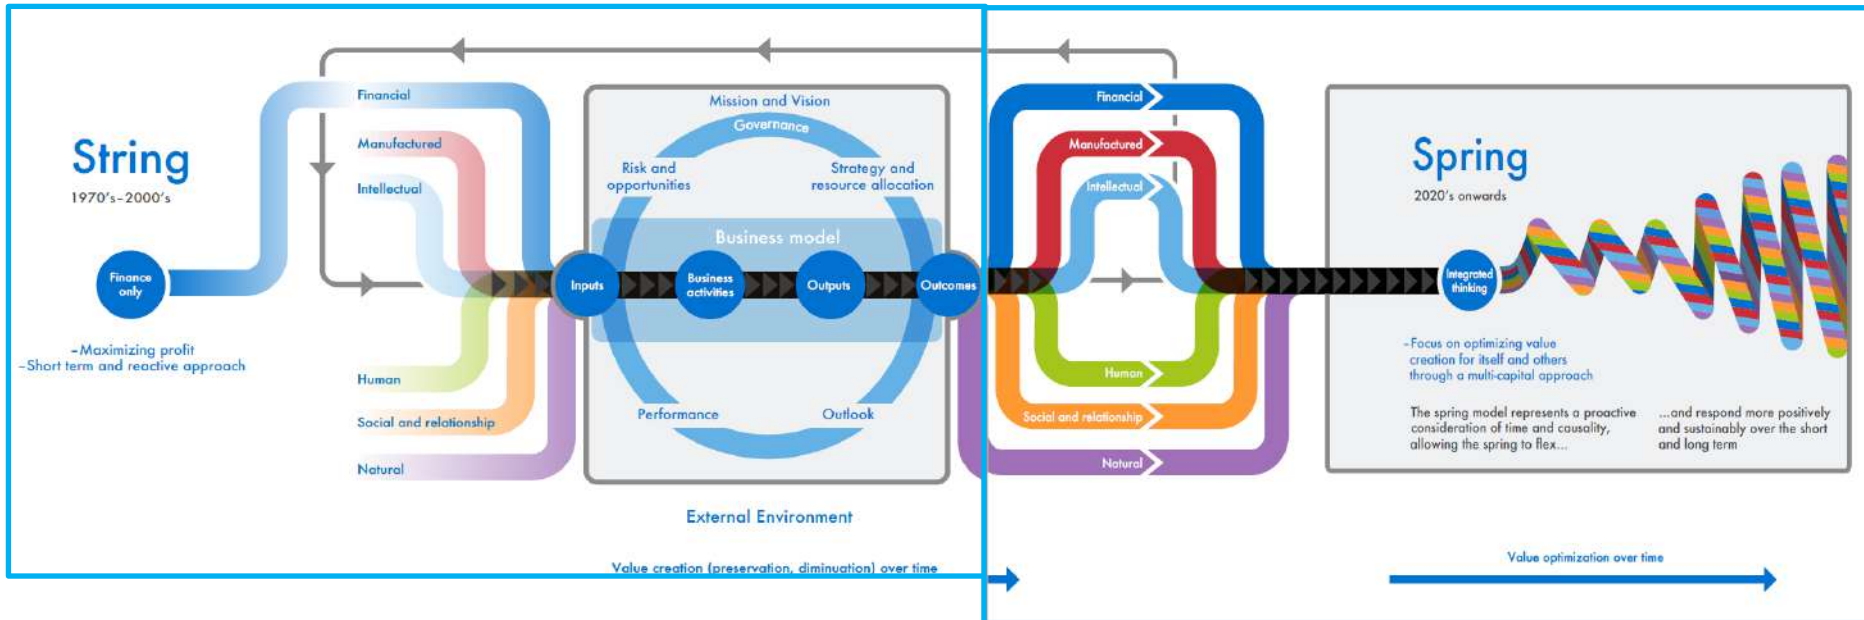 String
1970's–2000's
Finance
only
–Maximizing profit
–Short term and reactive approach
Financial
Manufactured
Intellectual
Human
Social and relationship
Natural
Mission and Vision
Governance
Risk and
opportunities
Strategy and
resource allocation
Business model
Inputs
Business
activities
Outputs
Outcomes
Performance
Outlook
External Environment
Value creation (preservation, diminuation) over time
Financial
Manufactured
Intellectual
Human
Social and relationship
Natural
Spring
2020's onwards
Integrated
thinking
–Focus on optimizing value
creation for itself and others
through a multi-capital approach
The spring model represents a proactive
consideration of time and causality,
allowing the spring to flex...
...and respond more positively
and sustainably over the short
and long term
Value optimization over time